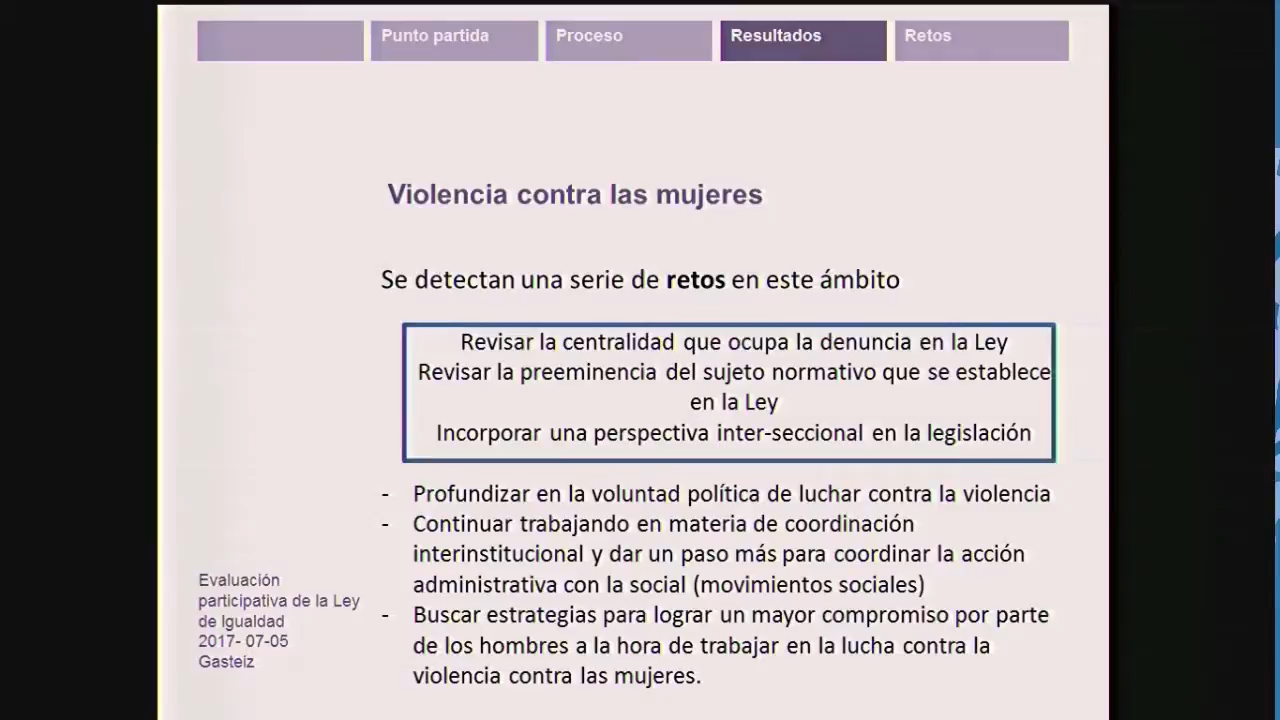 Punto partida
Proceso
Resultados
Retos
Violencia contra las mujeres
Se detectan una serie de retos en este ámbito
Revisar la centralidad que ocupa la denuncia en la Ley
Revisar la preeminencia del sujeto normativo que se establece
en la Ley
Incorporar una perspectiva inter-seccional en la legislación
- Profundizar en la voluntad política de luchar contra la violencia
- Continuar trabajando en materia de coordinación
interinstitucional y dar un paso más para coordinar la acción
administrativa con la social (movimientos sociales)
- Buscar estrategias para lograr un mayor compromiso por parte
de los hombres a la hora de trabajar en la lucha contra la
violencia contra las mujeres.
Evaluación
participativa de la Ley
de Igualdad
2017- 07-05
Gasteiz